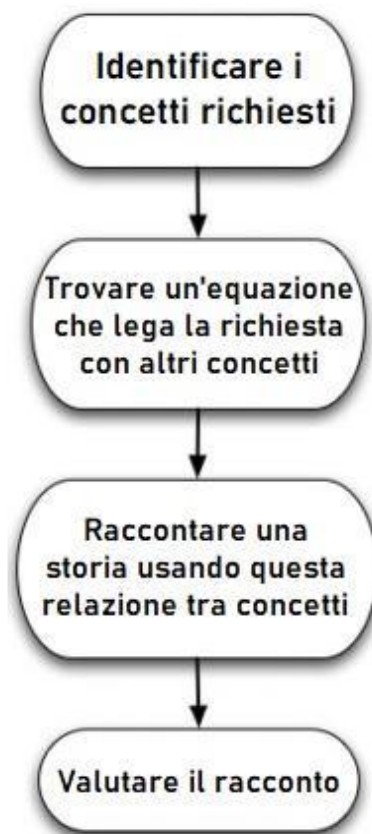 Identificare i
concetti richiesti
Trovare un'equazione
che lega la richiesta
con altri concetti
Raccontare una
storia usando questa
relazione tra concetti
Valutare il racconto